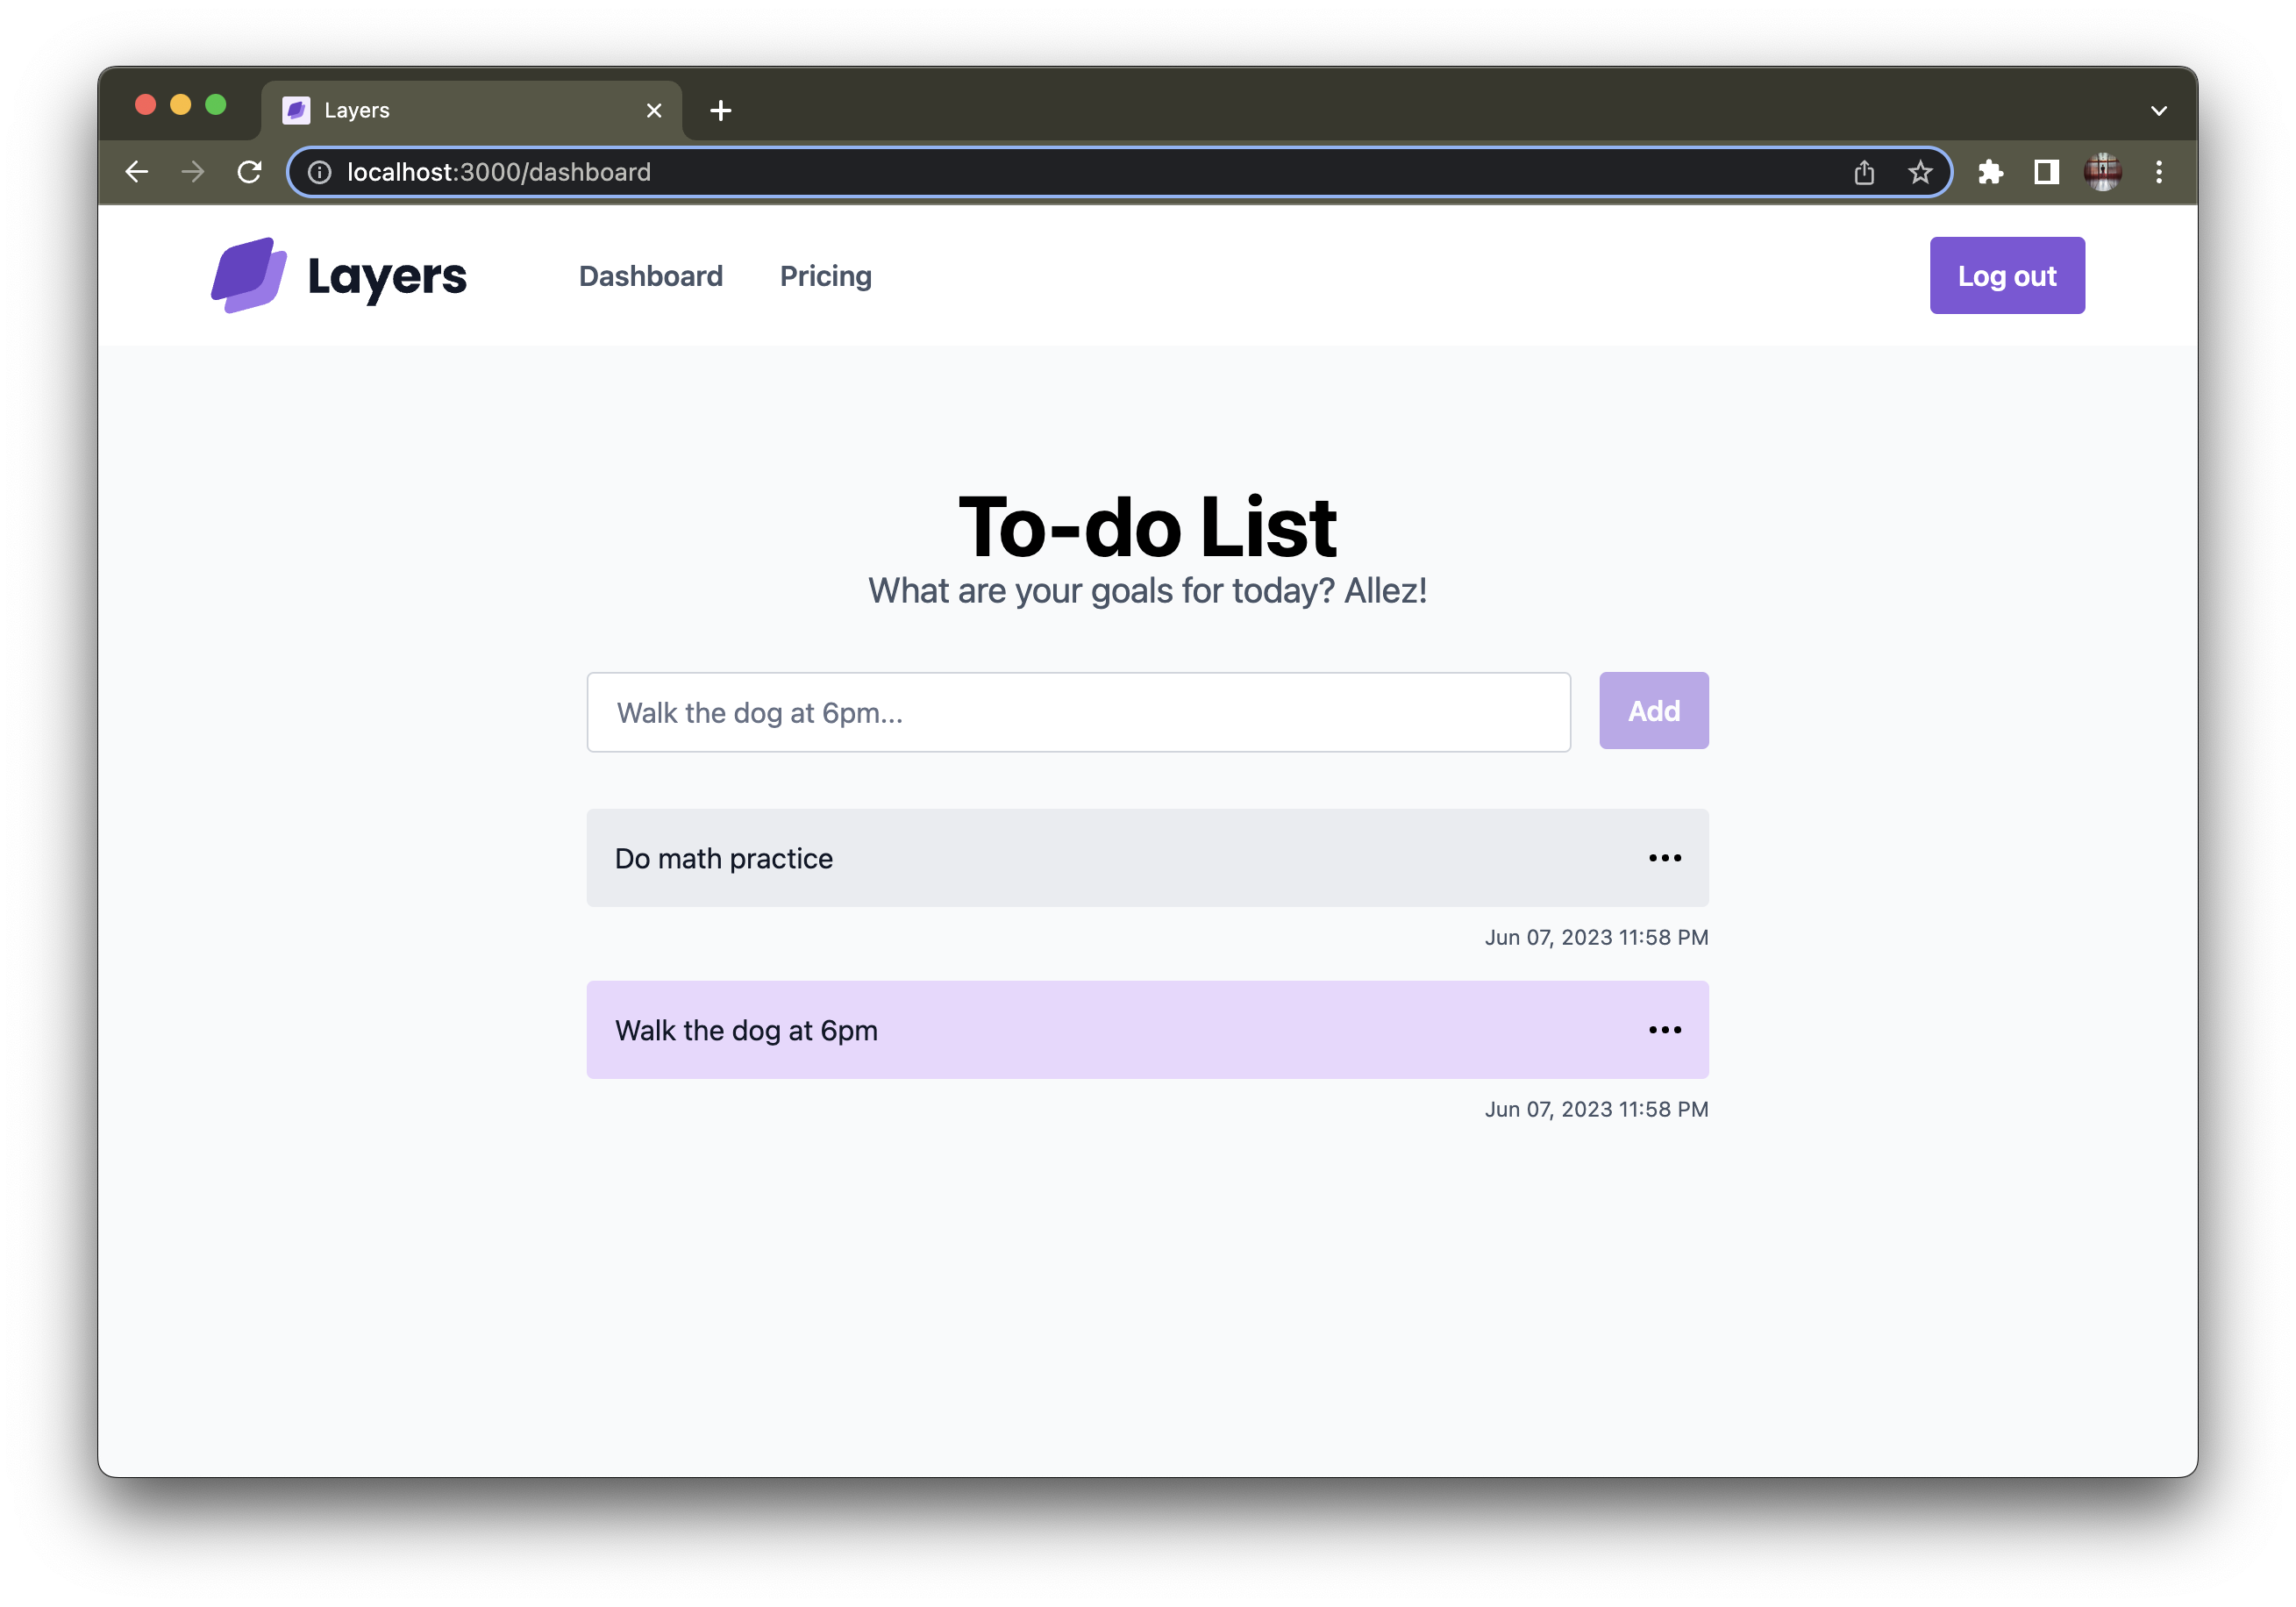 Layers
localhost:3000/dashboard
Layers Dashboard Pricing Log out
To-do List
What are your goals for today? Allez!
Walk the dog at 6pm... Add
Do math practice
Jun 07, 2023 11:58 PM
Walk the dog at 6pm
Jun 07, 2023 11:58 PM